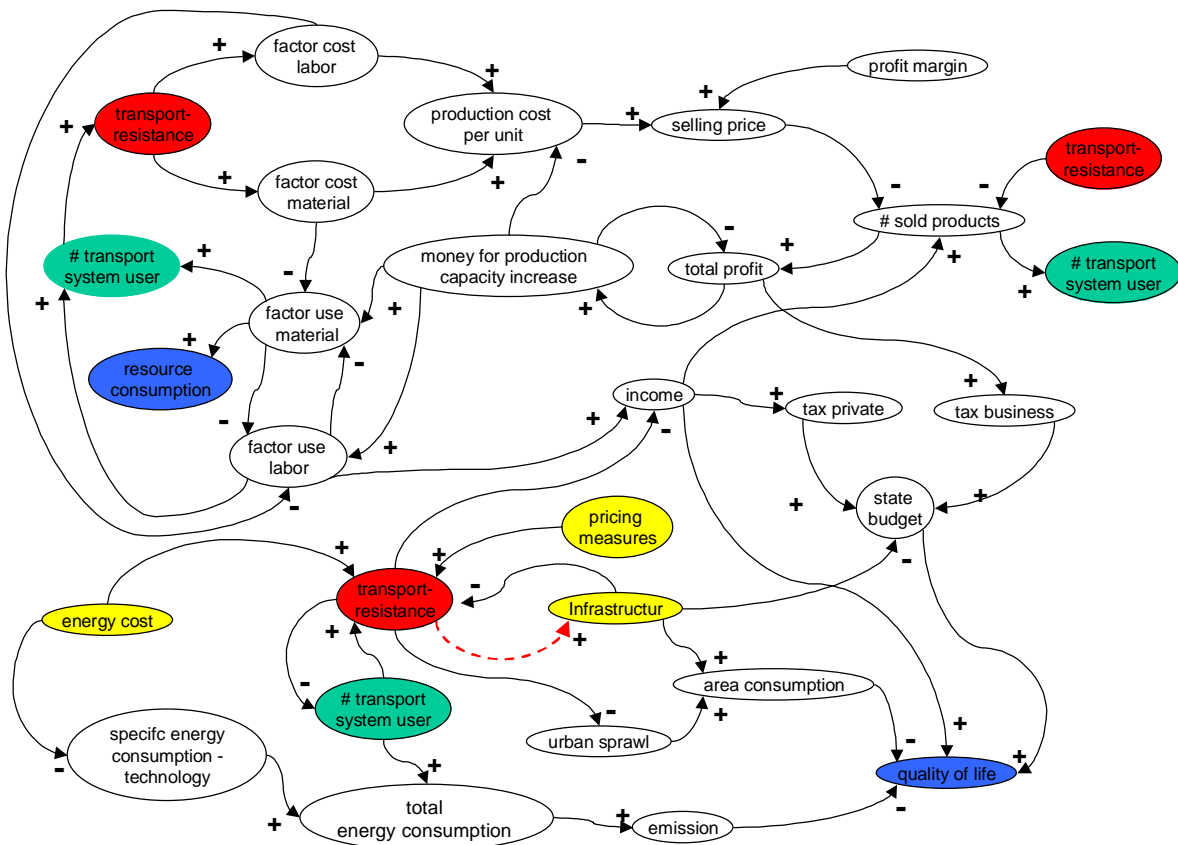 factor cost
labor
profit margin
transport-
resistance
production cost
per unit
selling price
transport-
resistance
factor cost
material
# sold products
# transport
system user
money for production
capacity increase
total profit
# transport
system user
factor use
material
resource
consumption
income
tax private
tax business
factor use
labor
state
budget
pricing
measures
transport-
resistance
Infrastructur
energy cost
area consumption
# transport
system user
urban sprawl
specifc energy
consumption -
technology
quality of life
total
energy consumption
emission
+
+
+
+
+
+
+
+
-
-
-
+
+
-
+
+
-
+
+
+
-
+
-
-
+
+
-
+
-
+
+
+
+
-
+
+
-
-
+
+
-
+
-
+
-
+
+
-
+
+
-
+
-